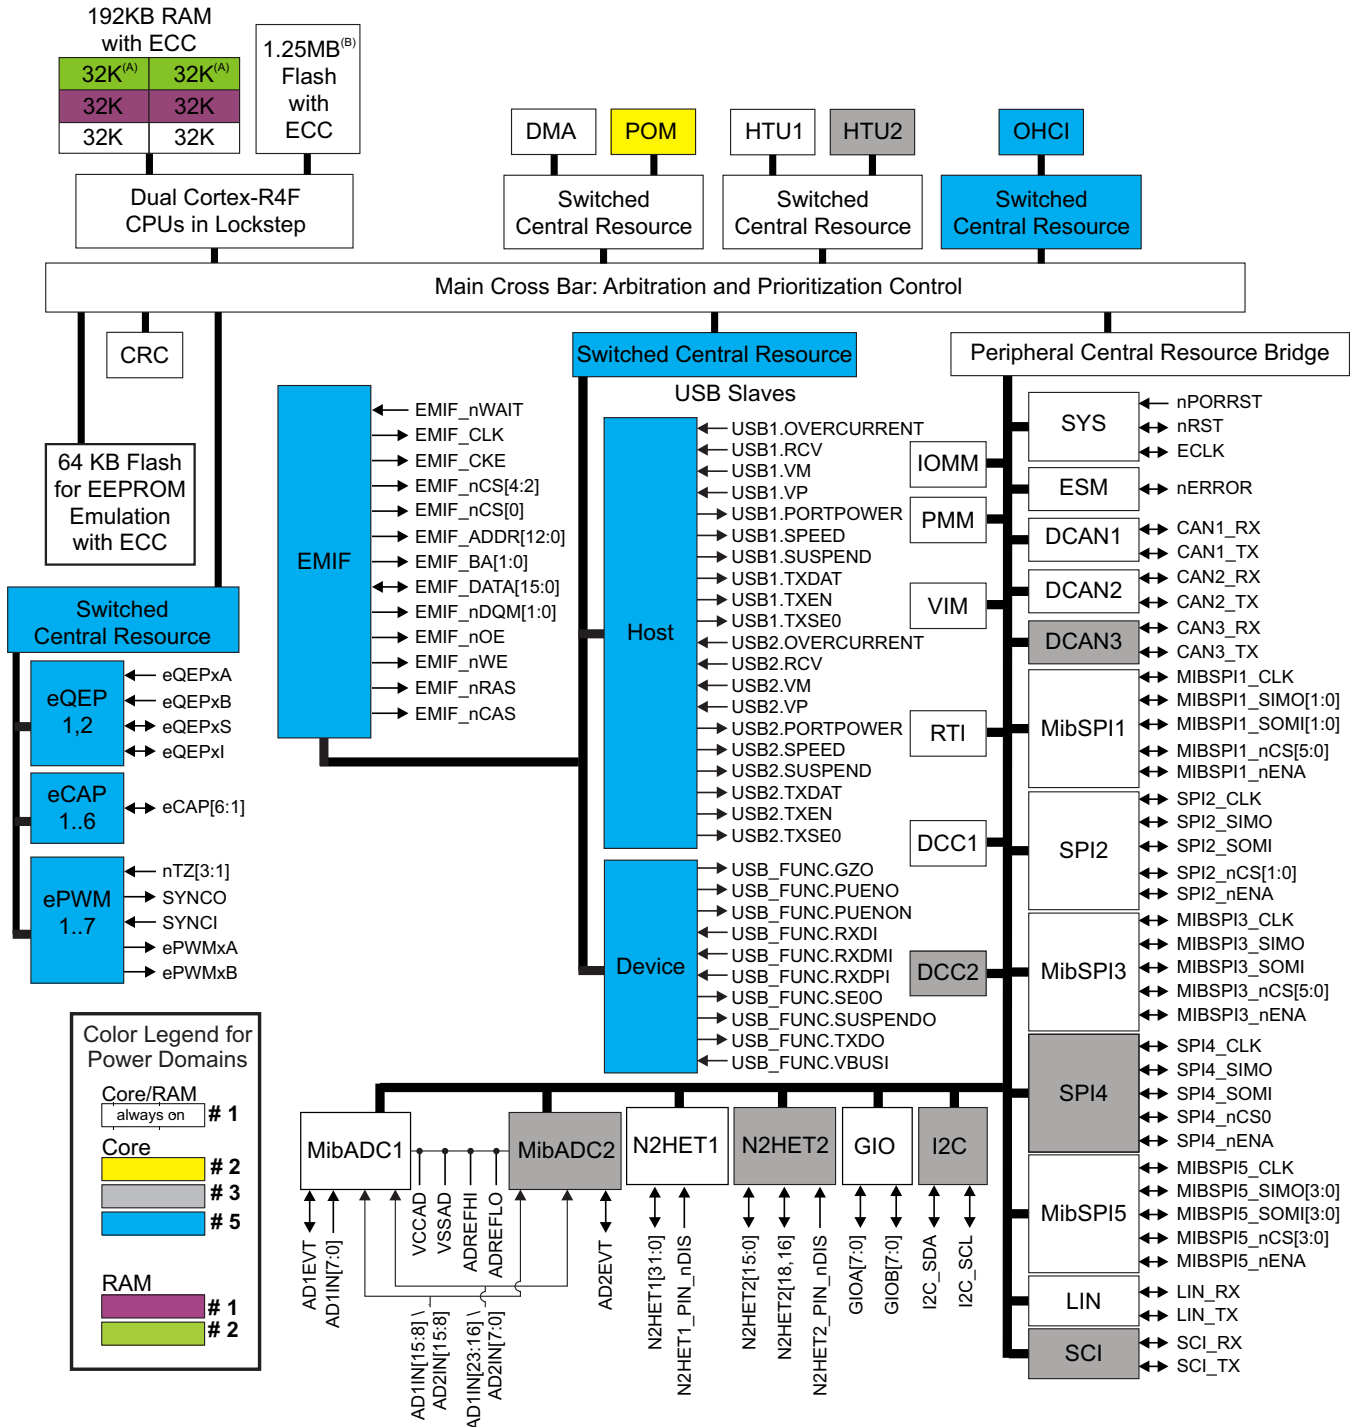 192KB RAM
with ECC
32K(A) 32K(A)
32K 32K
32K 32K
1.25MB(B)
Flash
with
ECC
DMA
POM
HTU1
HTU2
OHCI
Dual Cortex-R4F
CPUs in Lockstep
Switched
Central Resource
Switched
Central Resource
Switched
Central Resource
Main Cross Bar: Arbitration and Prioritization Control
CRC
Switched Central Resource
Peripheral Central Resource Bridge
USB Slaves
64 KB Flash
for EEPROM
Emulation
with ECC
Switched
Central Resource
eQEP
1,2
eQEPxA
eQEPxB
eQEPxS
eQEPxI
eCAP
1..6
eCAP[6:1]
ePWM
1..7
nTZ[3:1]
SYNCO
SYNCI
ePWMxA
ePWMxB
EMIF
EMIF_nWAIT
EMIF_CLK
EMIF_CKE
EMIF_nCS[4:2]
EMIF_nCS[0]
EMIF_ADDR[12:0]
EMIF_BA[1:0]
EMIF_DATA[15:0]
EMIF_nDQM[1:0]
EMIF_nOE
EMIF_nWE
EMIF_nRAS
EMIF_nCAS
Host
USB1.OVERCURRENT
USB1.RCV
USB1.VM
USB1.VP
USB1.PORTPOWER
USB1.SPEED
USB1.SUSPEND
USB1.TXDAT
USB1.TXEN
USB1.TXSE0
USB2.OVERCURRENT
USB2.RCV
USB2.VM
USB2.VP
USB2.PORTPOWER
USB2.SPEED
USB2.SUSPEND
USB2.TXDAT
USB2.TXEN
USB2.TXSE0
Device
USB_FUNC.GZO
USB_FUNC.PUENO
USB_FUNC.PUENON
USB_FUNC.RXDI
USB_FUNC.RXDMI
USB_FUNC.RXDPI
USB_FUNC.SE0O
USB_FUNC.SUSPENDO
USB_FUNC.TXDO
USB_FUNC.VBUSI
IOMM
PMM
VIM
RTI
DCC1
DCC2
SYS
nPORRST
nRST
ECLK
ESM
nERROR
DCAN1
CAN1_RX
CAN1_TX
DCAN2
CAN2_RX
CAN2_TX
DCAN3
CAN3_RX
CAN3_TX
MibSPI1
MIBSPI1_CLK
MIBSPI1_SIMO[1:0]
MIBSPI1_SOMI[1:0]
MIBSPI1_nCS[5:0]
MIBSPI1_nENA
SPI2
SPI2_CLK
SPI2_SIMO
SPI2_SOMI
SPI2_nCS[1:0]
SPI2_nENA
MibSPI3
MIBSPI3_CLK
MIBSPI3_SIMO
MIBSPI3_SOMI
MIBSPI3_nCS[5:0]
MIBSPI3_nENA
SPI4
SPI4_CLK
SPI4_SIMO
SPI4_SOMI
SPI4_nCS0
SPI4_nENA
MibSPI5
MIBSPI5_CLK
MIBSPI5_SIMO[3:0]
MIBSPI5_SOMI[3:0]
MIBSPI5_nCS[3:0]
MIBSPI5_nENA
LIN
LIN_RX
LIN_TX
SCI
SCI_RX
SCI_TX
Color Legend for
Power Domains
Core/RAM
always on # 1
Core
# 2
# 3
# 5
RAM
# 1
# 2
MibADC1
MibADC2
N2HET1
N2HET2
GIO
I2C
AD1EVT
AD1IN[7:0]
VCCAD
VSSAD
ADREFHI
ADREFLO
AD1IN[15:8] \
AD2IN[15:8]
AD1IN[23:16] \
AD2IN[7:0]
AD2EVT
N2HET1[31:0]
N2HET1_PIN_nDIS
N2HET2[15:0]
N2HET2[18,16]
N2HET2_PIN_nDIS
GIOA[7:0]
GIOB[7:0]
I2C_SDA
I2C_SCL